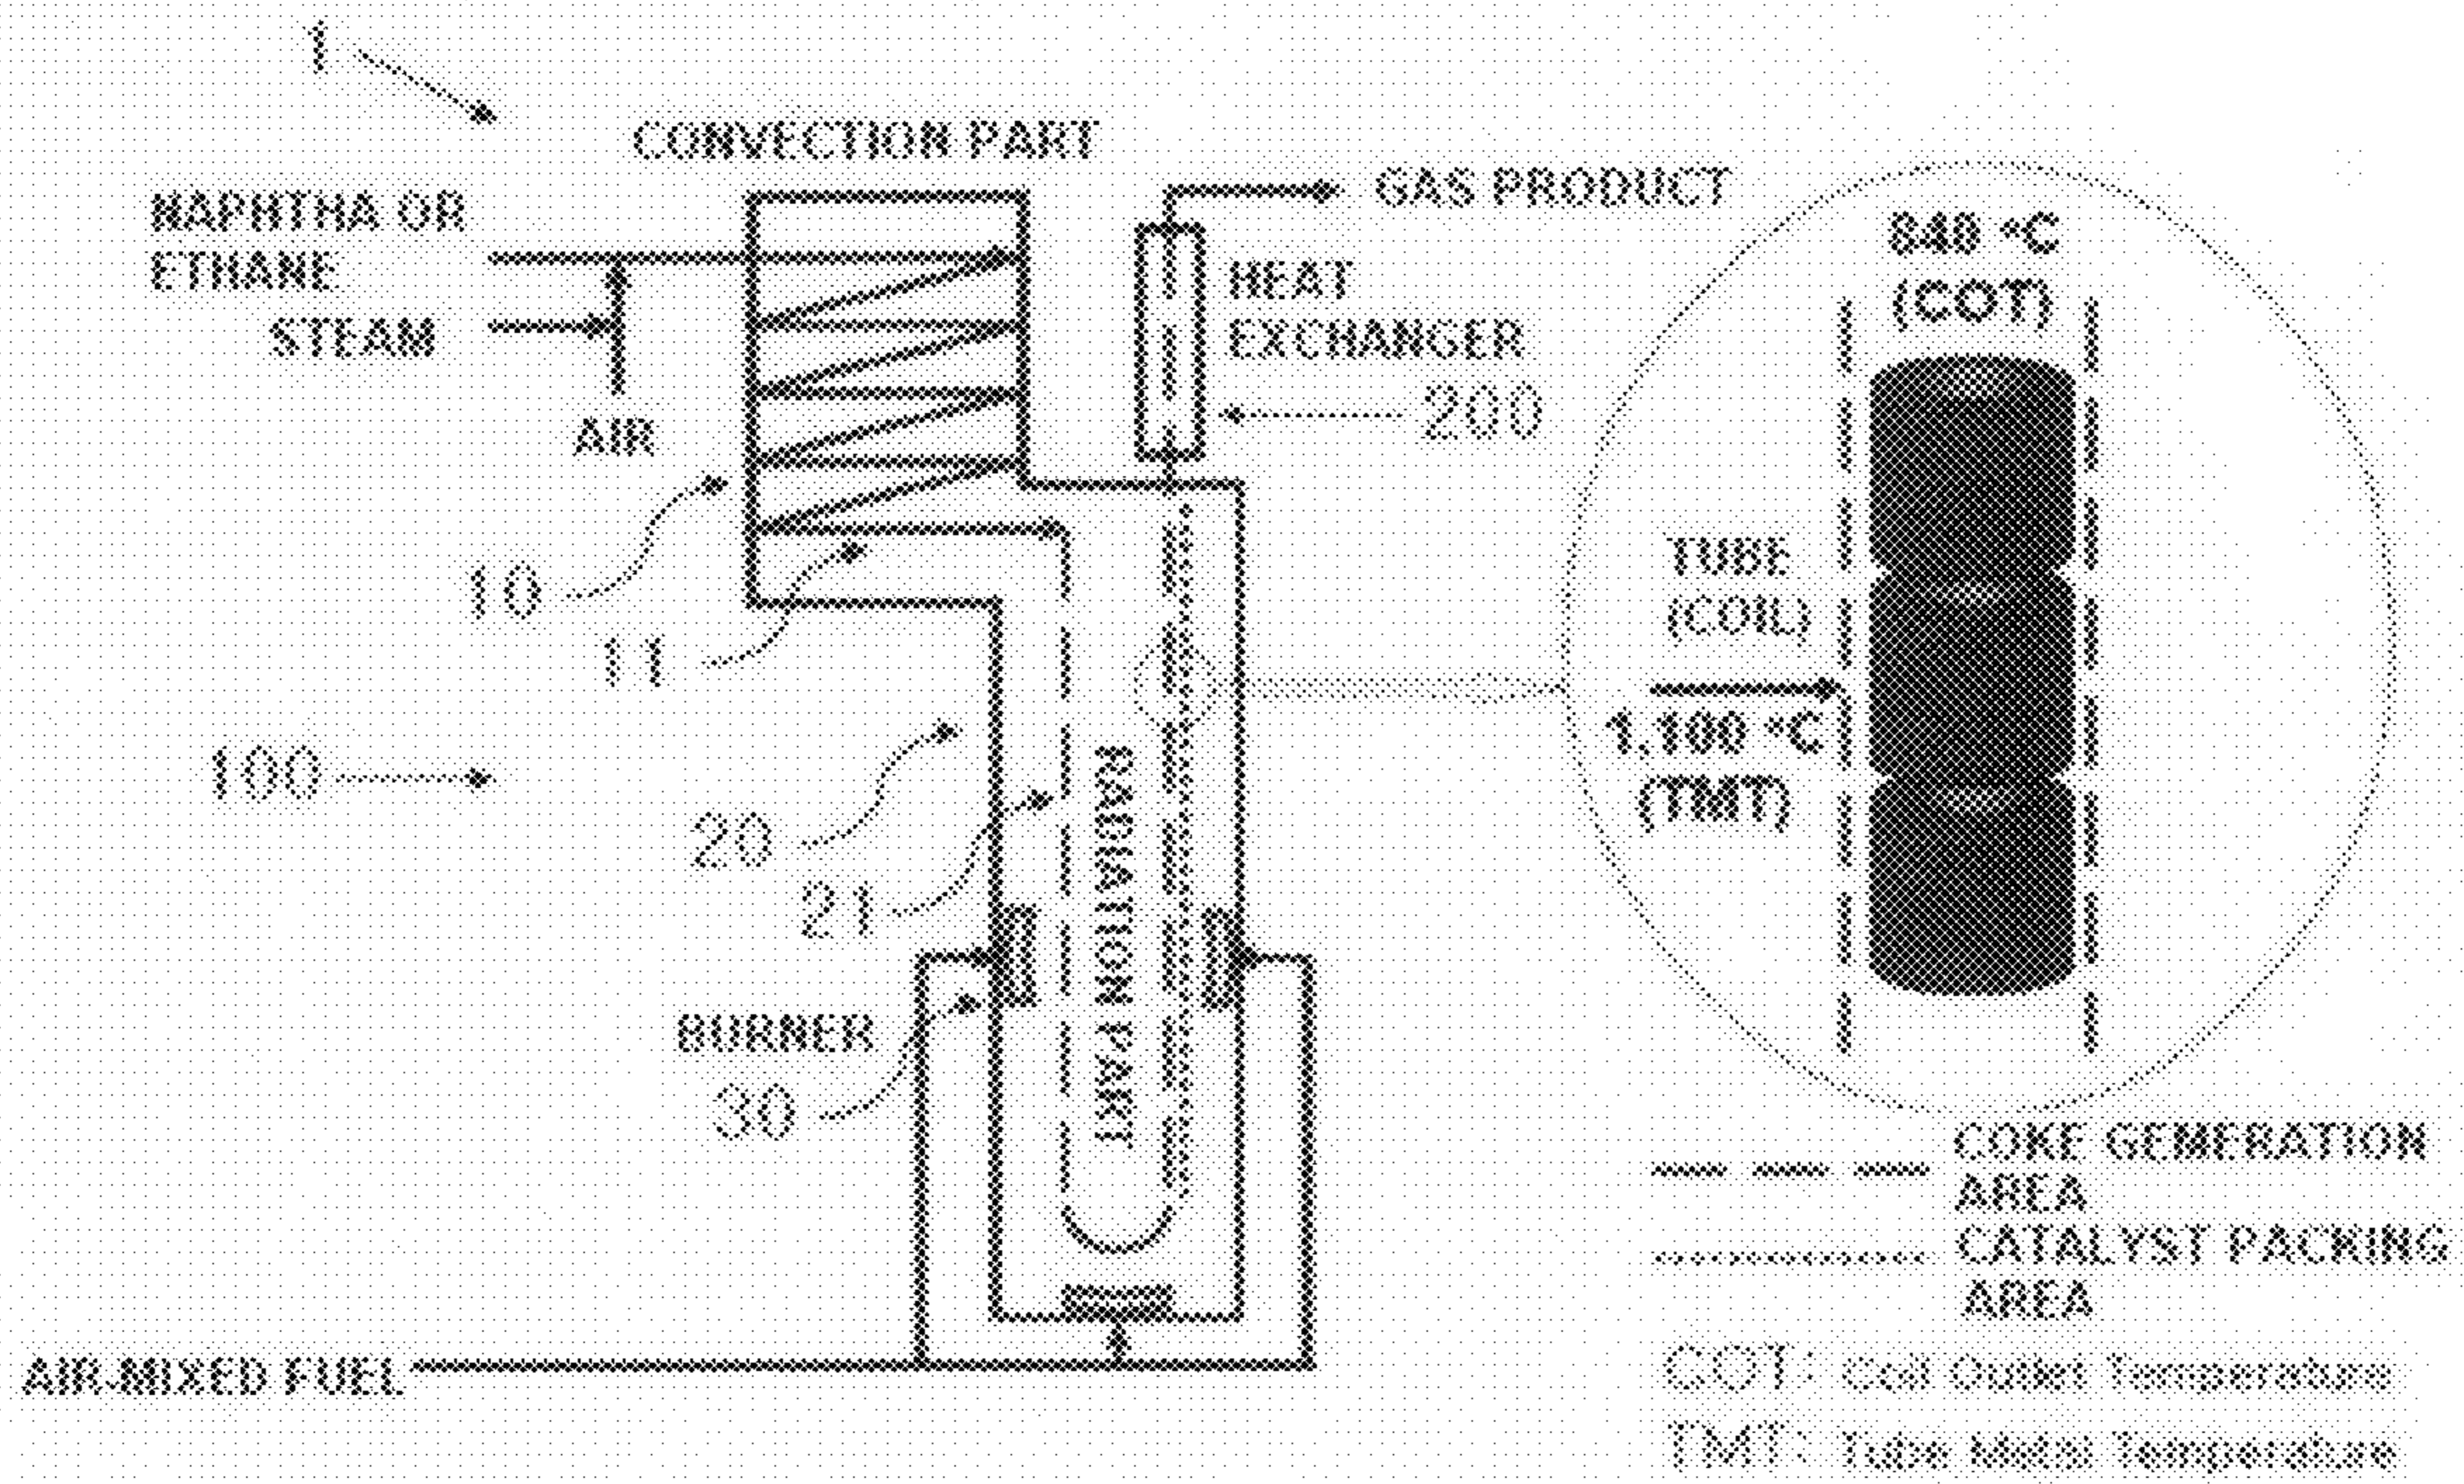 1
CONVECTION PART
NAPHTHA OR
ETHANE
STEAM
AIR
GAS PRODUCT
HEAT
EXCHANGER
200
10
11
100
20
21
RADIATION PART
BURNER
30
AIR-MIXED FUEL
840 °C
(COT)
TUBE
(COIL)
1,100 °C
(TMT)
COKE GEMERATION
AREA
CATALYST PACKING
AREA
COT: Coil Outlet Temperature
TMT: Tube Metal Temperature